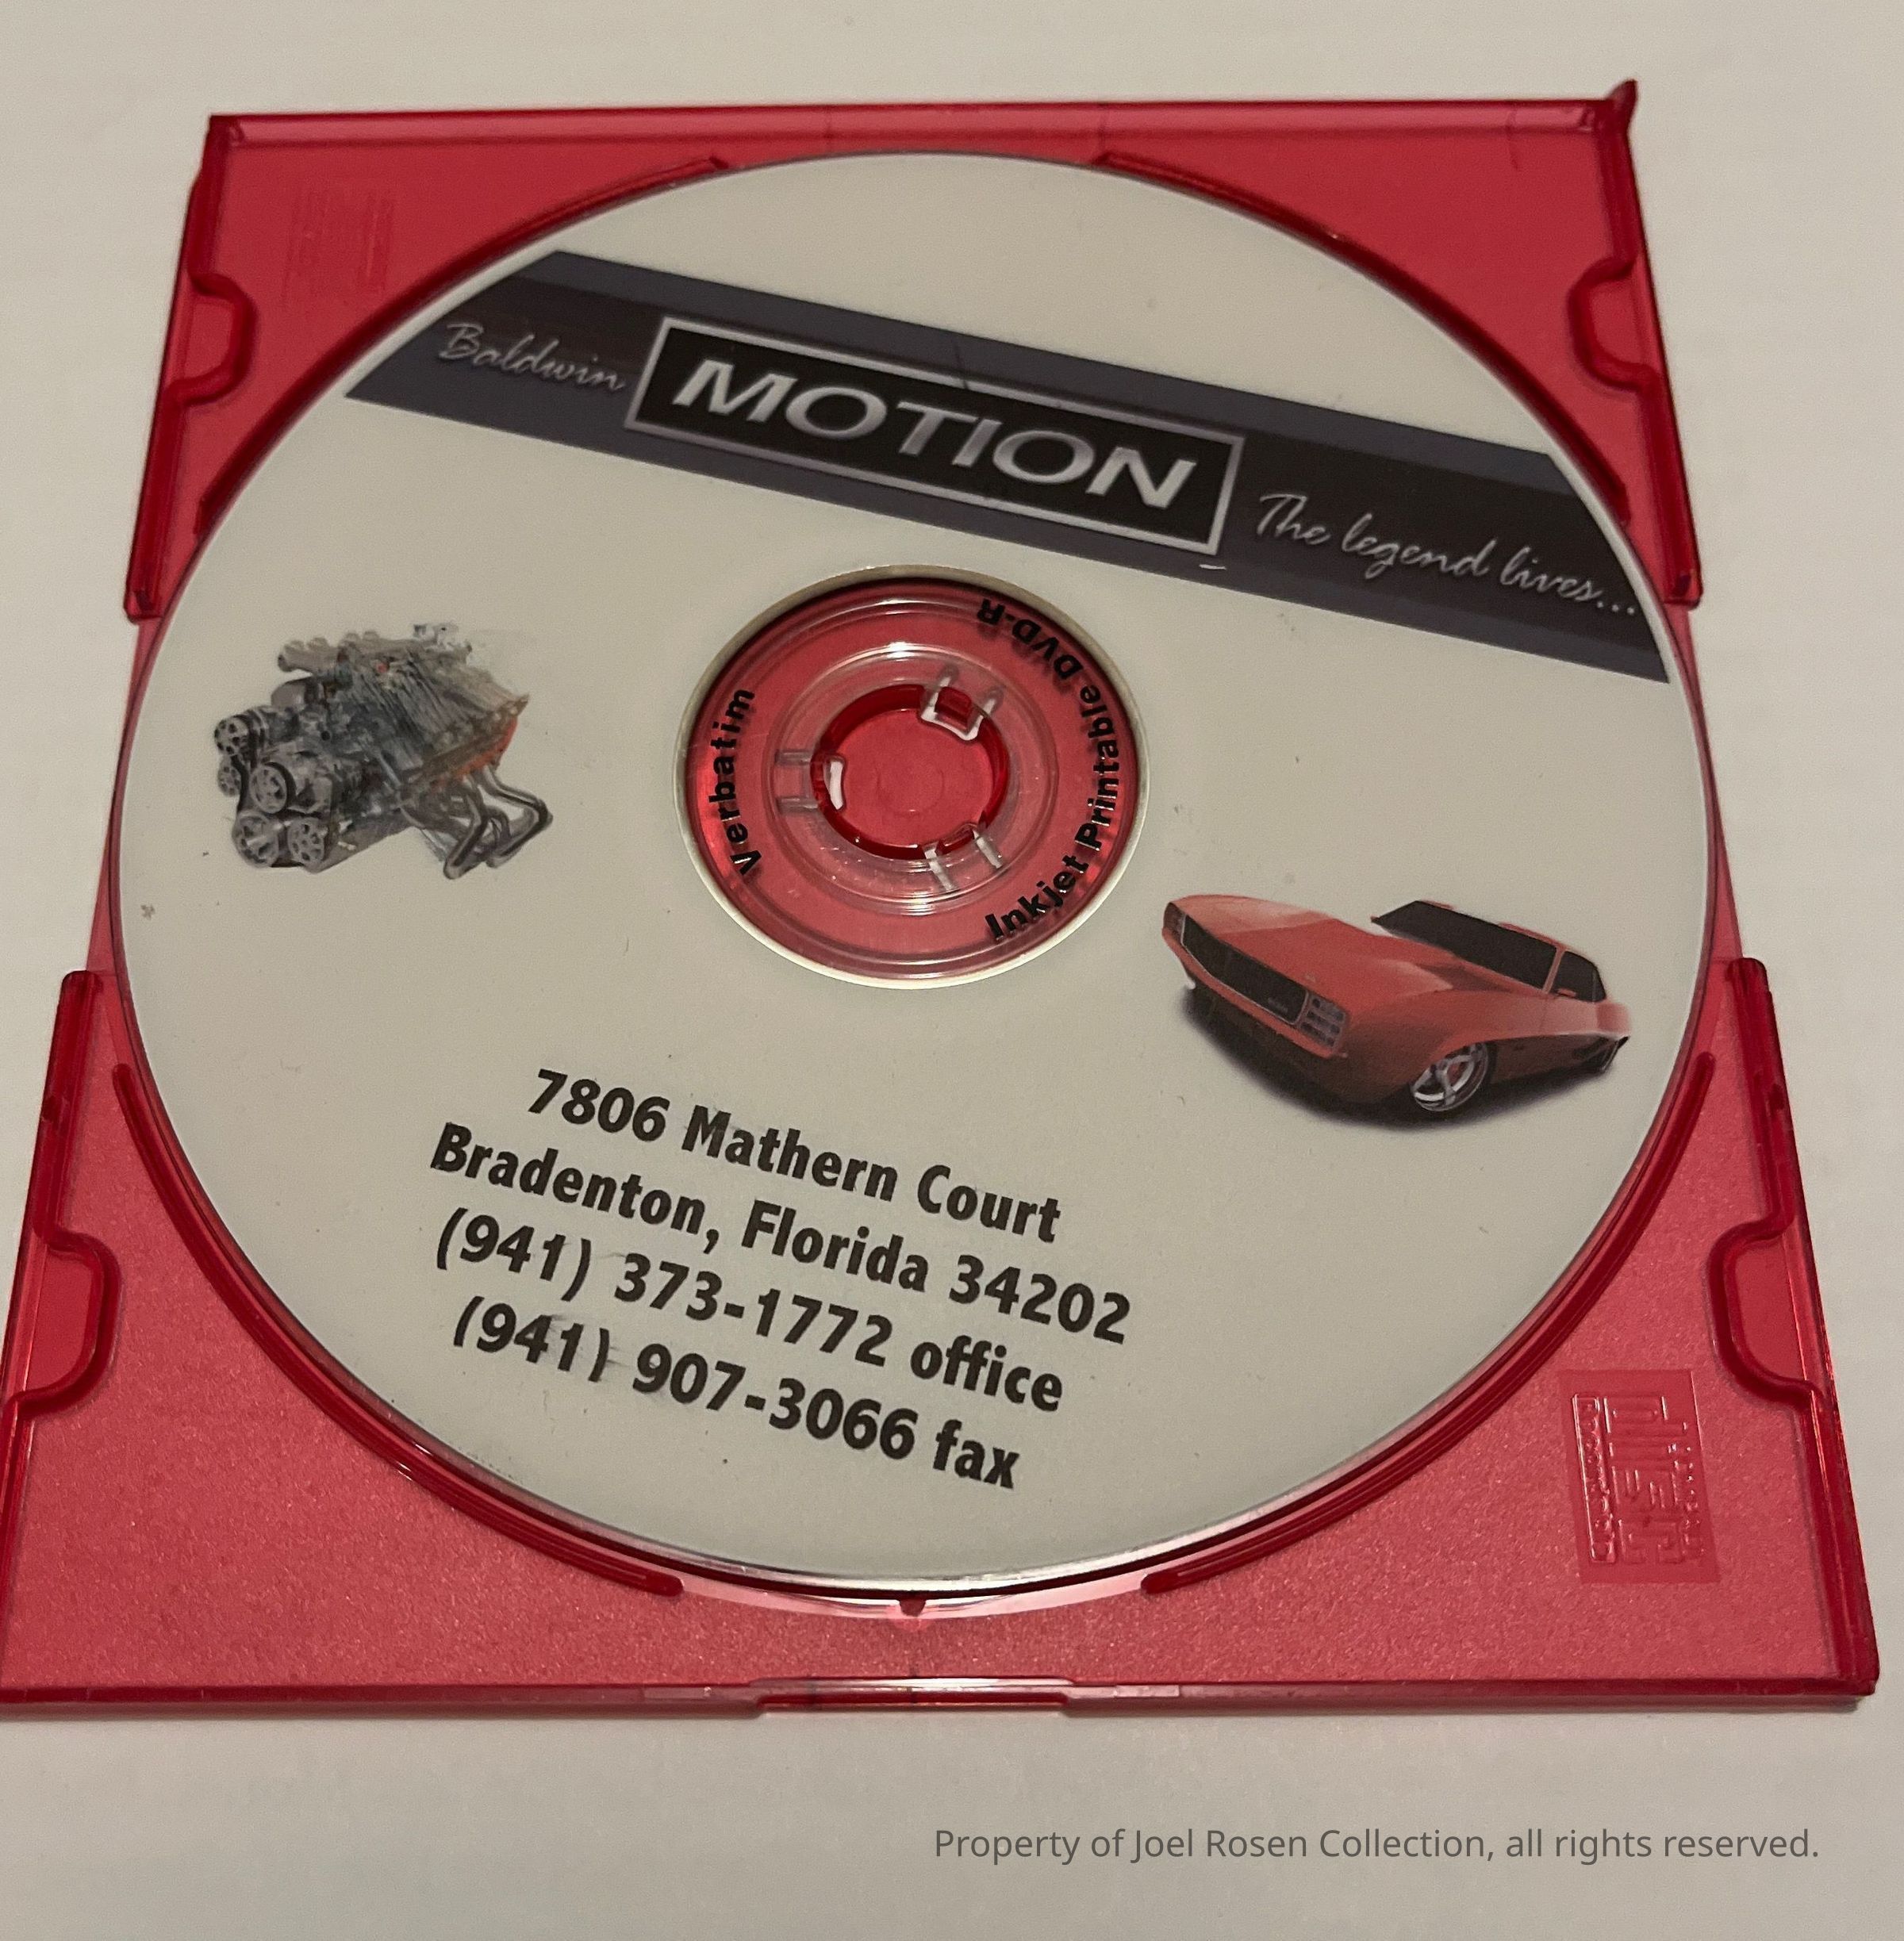 Baldwin MOTION The legend lives...
Verbatim
Inkjet Printable DVD-R
7806 Mathern Court
Bradenton, Florida 34202
(941) 373-1772 office
(941) 907-3066 fax
Property of Joel Rosen Collection, all rights reserved.